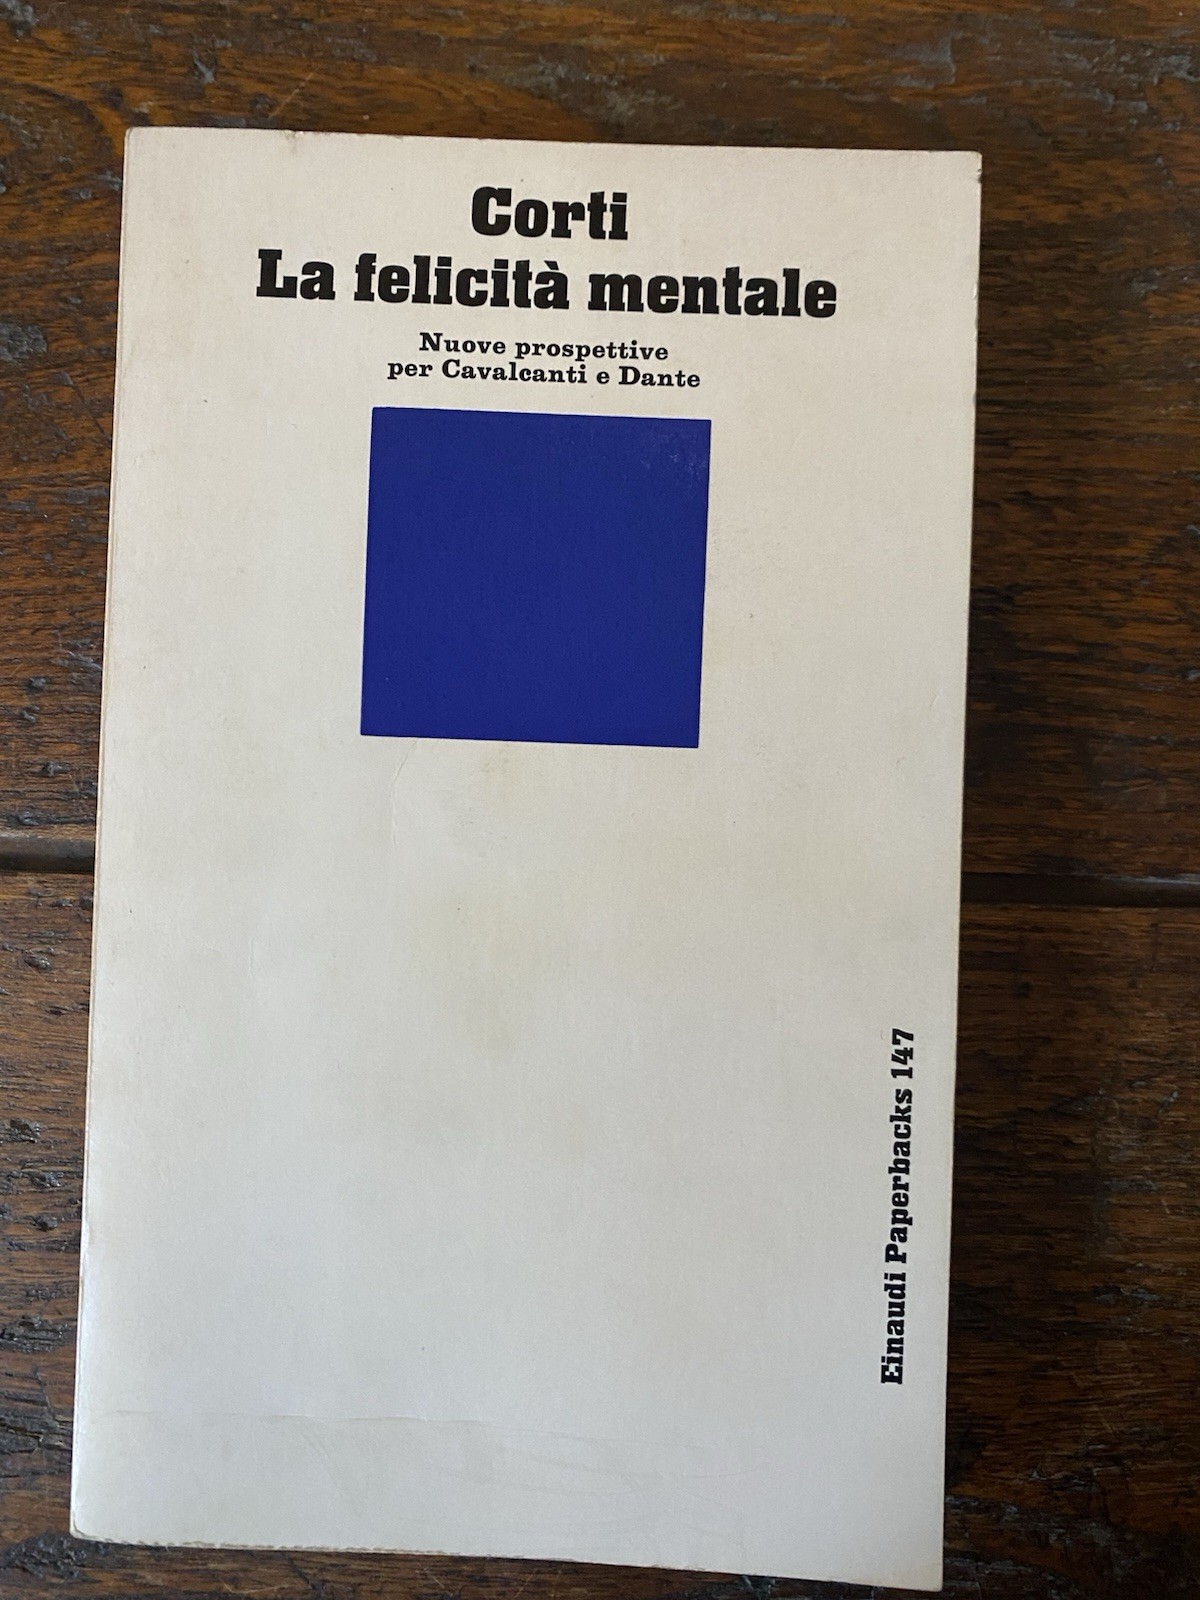 Corti
La felicità mentale
Nuove prospettive
per Cavalcanti e Dante
Einaudi Paperbacks 147